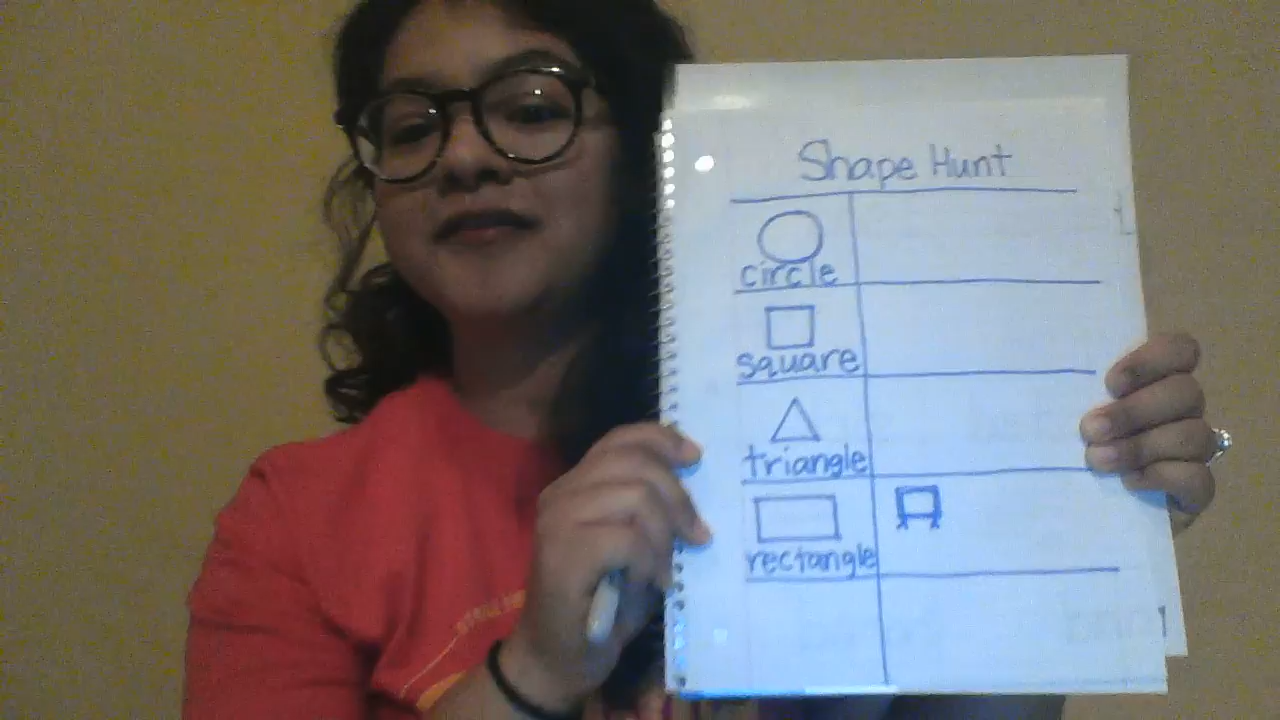 Shape Hunt
circle
square
triangle
rectangle